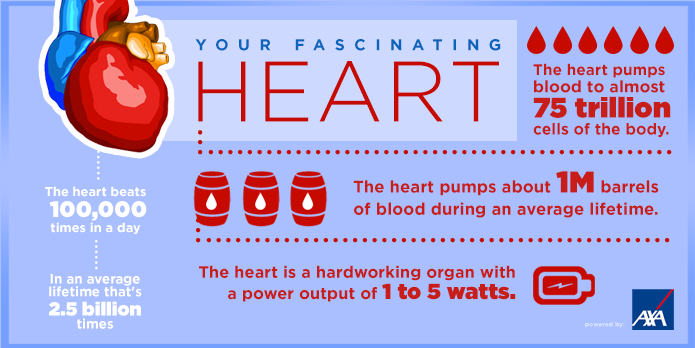 YOUR FASCINATING
HEART
The heart pumps
blood to almost
75 trillion
cells of the body.
The heart beats
100,000
times in a day
In an average
lifetime that's
2.5 billion
times
The heart pumps about 1M barrels
of blood during an average lifetime.
The heart is a hardworking organ with
a power output of 1 to 5 watts.
powered by:
AXA